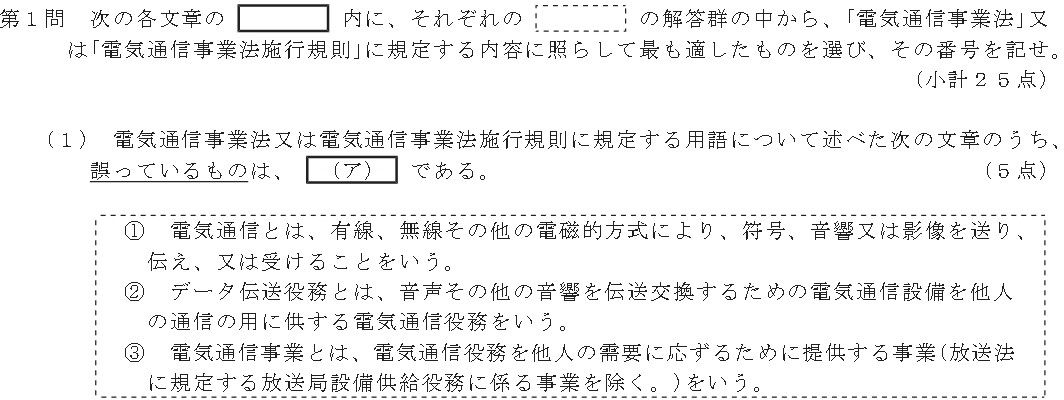 第１問　次の各文章の　　　　内に、それぞれの　　　　の解答群の中から、「電気通信事業法」又
は「電気通信事業法施行規則」に規定する内容に照らして最も適したものを選び、その番号を記せ。
（小計２５点）
（１）　電気通信事業法又は電気通信事業法施行規則に規定する用語について述べた次の文章のうち、
誤っているものは、　（ア）　である。　（５点）
①　電気通信とは、有線、無線その他の電磁的方式により、符号、音響又は影像を送り、
伝え、又は受けることをいう。
②　データ伝送役務とは、音声その他の音響を伝送交換するための電気通信設備を他人
の通信の用に供する電気通信役務をいう。
③　電気通信事業とは、電気通信役務を他人の需要に応ずるために提供する事業(放送法
に規定する放送局設備供給役務に係る事業を除く。)をいう。